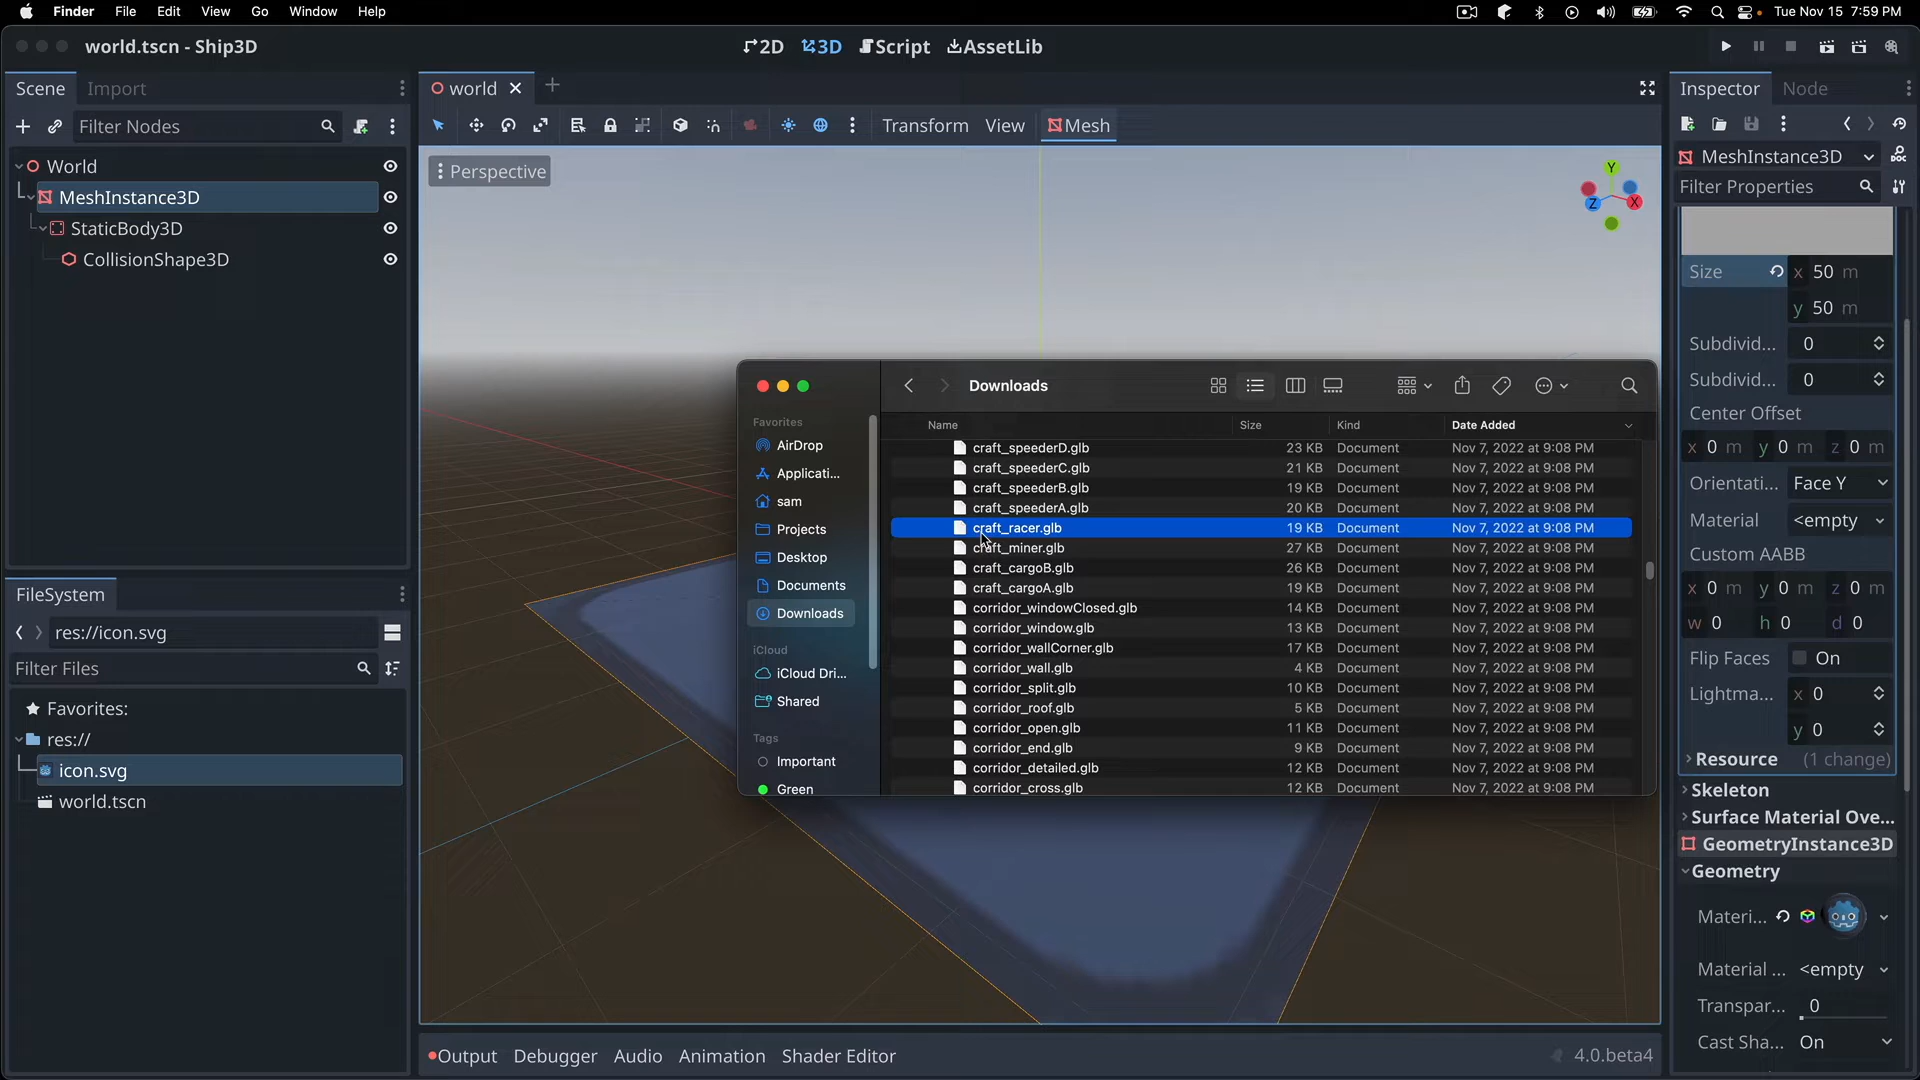 Finder File Edit View Go Window Help Tue Nov 15 7:59 PM
world.tscn - Ship3D 2D 3D Script AssetLib
Scene Import
Filter Nodes
World
MeshInstance3D
StaticBody3D
CollisionShape3D
FileSystem
res://icon.svg
Filter Files
Favorites:
res://
icon.svg
world.tscn
world
Transform View Mesh
Perspective
Y
Z X
Downloads
Favorites
AirDrop
Applicati...
sam
Projects
Desktop
Documents
Downloads
iCloud
iCloud Dri...
Shared
Tags
Important
Green
Name Size Kind Date Added
craft_speederD.glb 23 KB Document Nov 7, 2022 at 9:08 PM
craft_speederC.glb 21 KB Document Nov 7, 2022 at 9:08 PM
craft_speederB.glb 19 KB Document Nov 7, 2022 at 9:08 PM
craft_speederA.glb 20 KB Document Nov 7, 2022 at 9:08 PM
craft_racer.glb 19 KB Document Nov 7, 2022 at 9:08 PM
craft_miner.glb 27 KB Document Nov 7, 2022 at 9:08 PM
craft_cargoB.glb 26 KB Document Nov 7, 2022 at 9:08 PM
craft_cargoA.glb 19 KB Document Nov 7, 2022 at 9:08 PM
corridor_windowClosed.glb 14 KB Document Nov 7, 2022 at 9:08 PM
corridor_window.glb 13 KB Document Nov 7, 2022 at 9:08 PM
corridor_wallCorner.glb 17 KB Document Nov 7, 2022 at 9:08 PM
corridor_wall.glb 4 KB Document Nov 7, 2022 at 9:08 PM
corridor_split.glb 10 KB Document Nov 7, 2022 at 9:08 PM
corridor_roof.glb 5 KB Document Nov 7, 2022 at 9:08 PM
corridor_open.glb 11 KB Document Nov 7, 2022 at 9:08 PM
corridor_end.glb 9 KB Document Nov 7, 2022 at 9:08 PM
corridor_detailed.glb 12 KB Document Nov 7, 2022 at 9:08 PM
corridor_cross.glb 12 KB Document Nov 7, 2022 at 9:08 PM
Output Debugger Audio Animation Shader Editor 4.0.beta4
Inspector Node
MeshInstance3D
Filter Properties
Size x 50 m
y 50 m
Subdivid... 0
Subdivid... 0
Center Offset
x 0 m y 0 m z 0 m
Orientati... Face Y
Material <empty
Custom AABB
x 0 m y 0 m z 0 m
w 0 h 0 d 0
Flip Faces On
Lightma... x 0
y 0
Resource (1 change)
Skeleton
Surface Material Ove...
GeometryInstance3D
Geometry
Materi...
Material ... <empty
Transpar... 0
Cast Sha... On